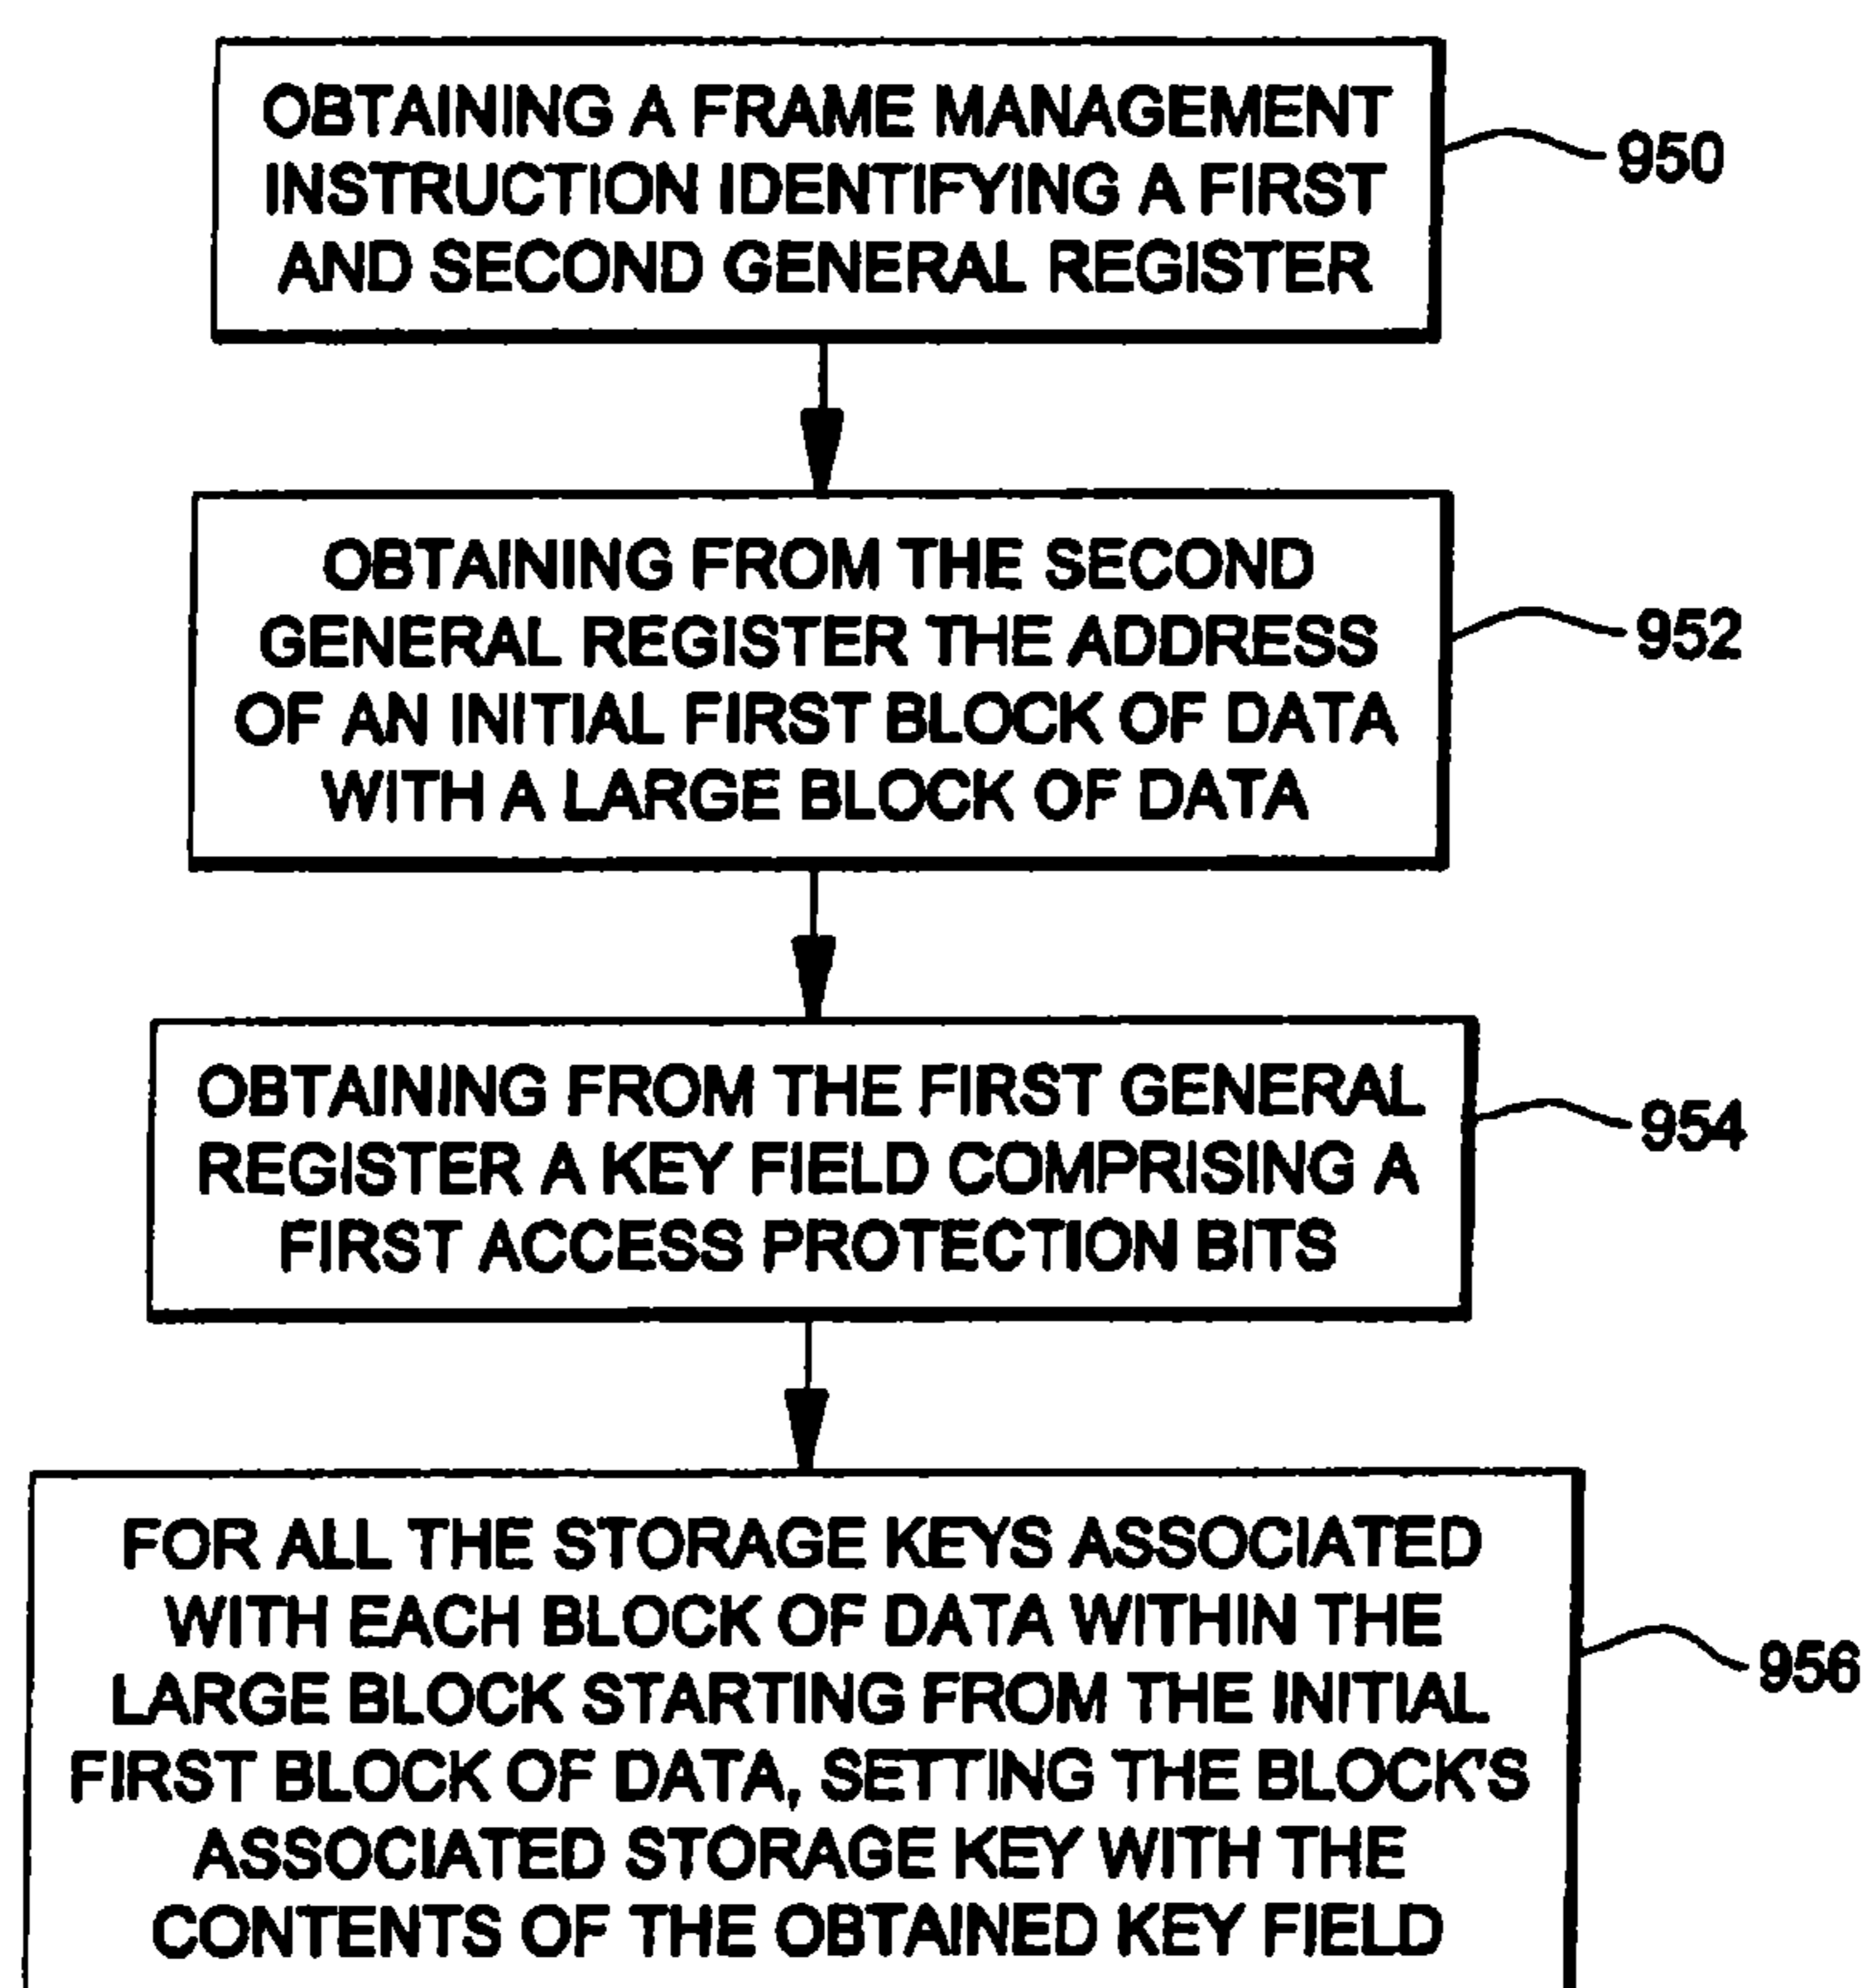 OBTAINING A FRAME MANAGEMENT
INSTRUCTION IDENTIFYING A FIRST
AND SECOND GENERAL REGISTER
950
OBTAINING FROM THE SECOND
GENERAL REGISTER THE ADDRESS
OF AN INITIAL FIRST BLOCK OF DATA
WITH A LARGE BLOCK OF DATA
952
OBTAINING FROM THE FIRST GENERAL
REGISTER A KEY FIELD COMPRISING A
FIRST ACCESS PROTECTION BITS
954
FOR ALL THE STORAGE KEYS ASSOCIATED
WITH EACH BLOCK OF DATA WITHIN THE
LARGE BLOCK STARTING FROM THE INITIAL
FIRST BLOCK OF DATA, SETTING THE BLOCK'S
ASSOCIATED STORAGE KEY WITH THE
CONTENTS OF THE OBTAINED KEY FIELD
956